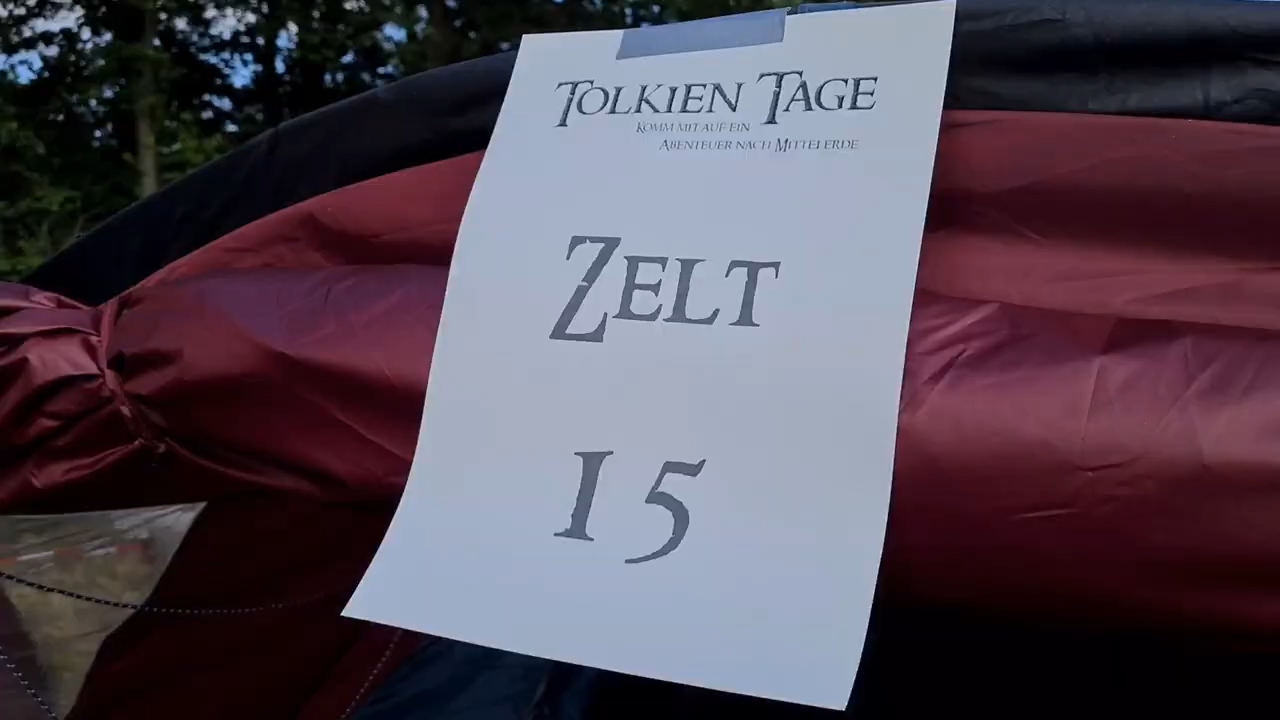 TOLKIEN TAGE
KOMM MIT AUF EIN
ABENTEUER NACH MITTELERDE
ZELT
15